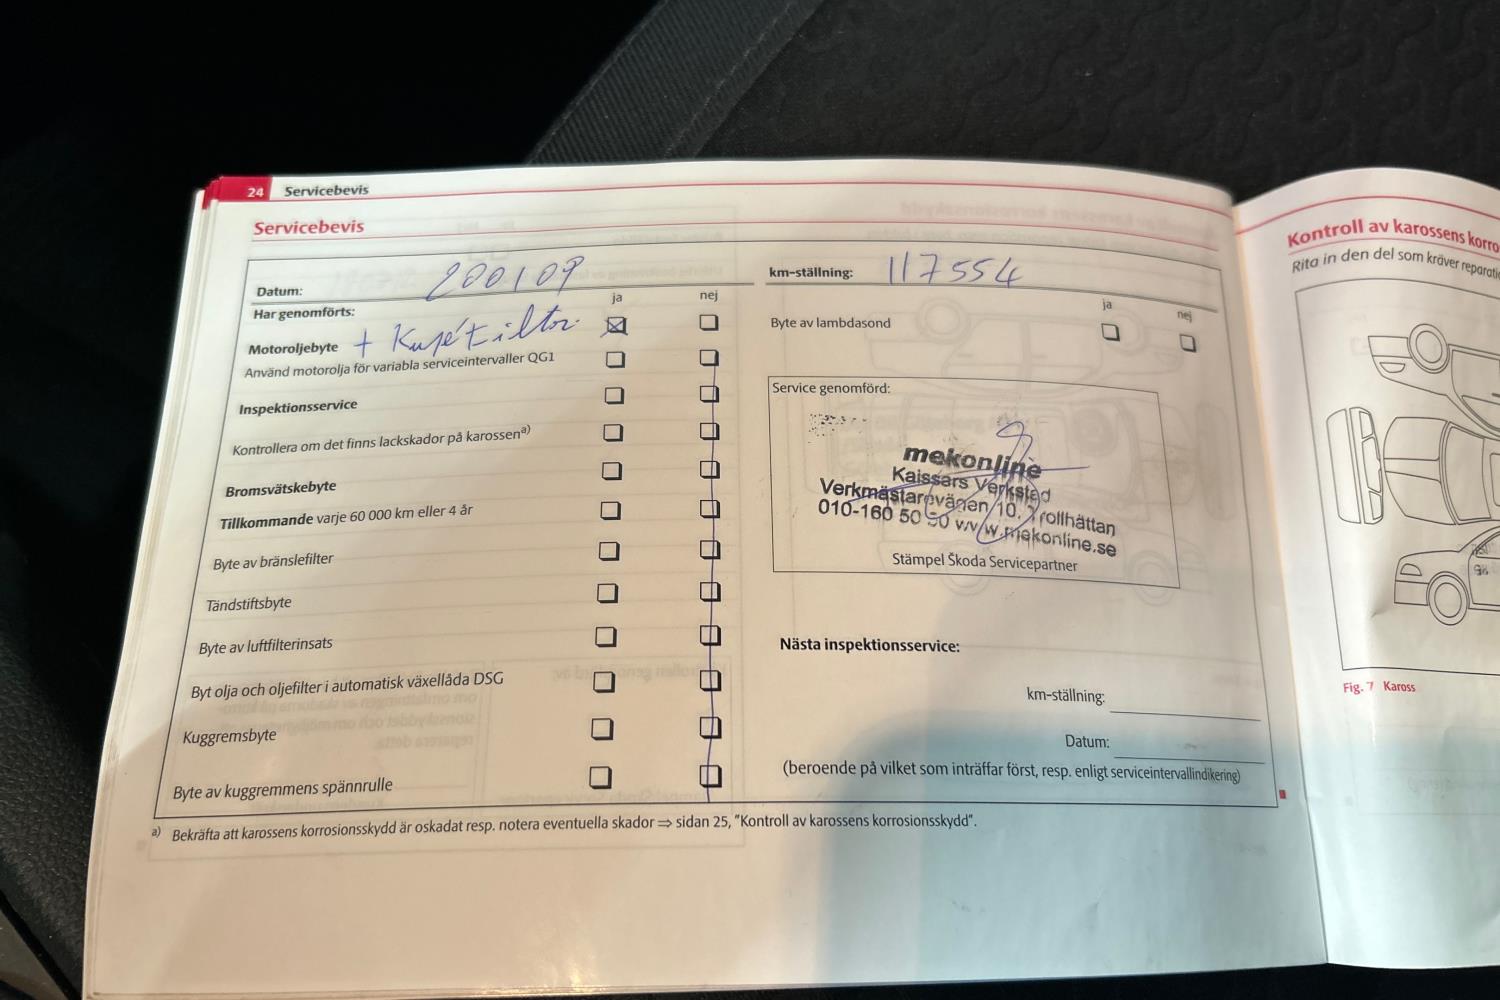 24 Servicebevis
Servicebevis
Datum: 200109
Har genomförts: ja nej
Motoroljebyte + Kupéfilter
Använd motorolja för variabla serviceintervaller QG1
Inspektionsservice
Kontrollera om det finns lackskador på karossen a)
Bromsvätskebyte
Tillkommande varje 60 000 km eller 4 år
Byte av bränslefilter
Tändstiftsbyte
Byte av luftfilterinsats
Byt olja och oljefilter i automatisk växellåda DSG
Kuggremsbyte
Byte av kuggremmens spännrulle
km-ställning: 117554
ja nej
Byte av lambdasond
Service genomförd:
mekonline
Kaissars Verkstad
Verkmästarevägen 10, Trollhättan
010-160 50 90 www.mekonline.se
Stämpel Škoda Servicepartner
Nästa inspektionsservice:
km-ställning:
Datum:
(beroende på vilket som inträffar först, resp. enligt serviceintervallindikering)
a) Bekräfta att karossens korrosionsskydd är oskadat resp. notera eventuella skador ⇒ sidan 25, "Kontroll av karossens korrosionsskydd".
Kontroll av karossens korro
Rita in den del som kräver reparati
Fig. 7 Kaross